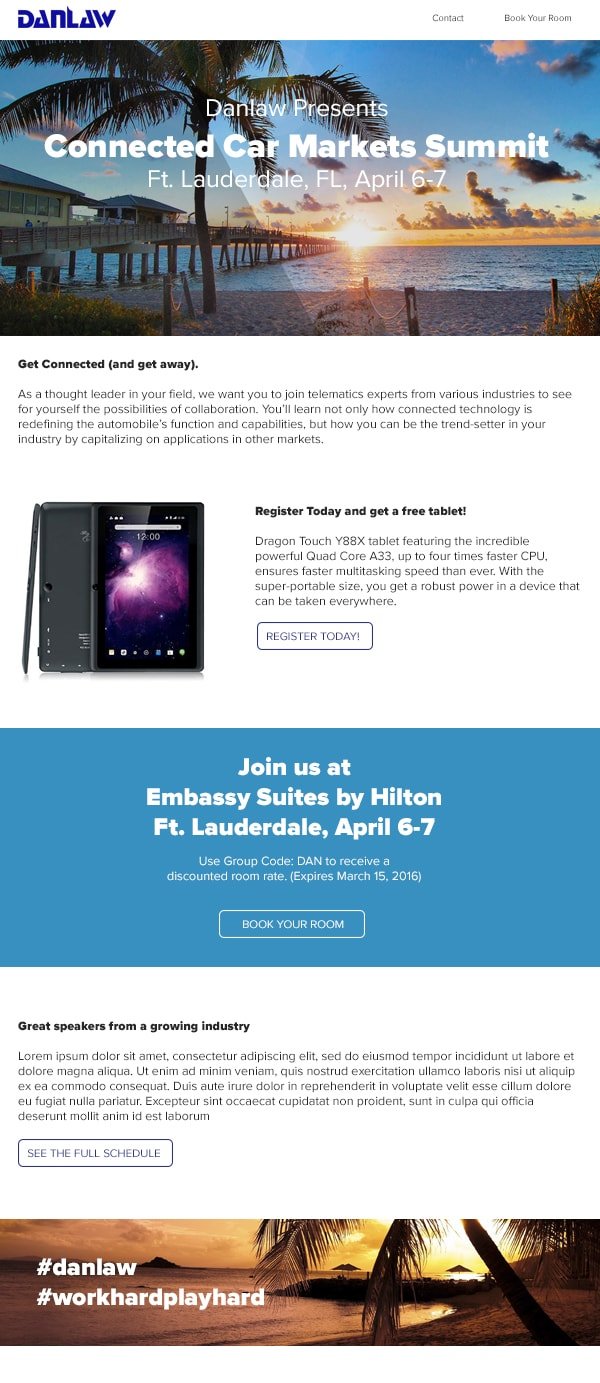 DANLAW
Contact
Book Your Room
Danlaw Presents
Connected Car Markets Summit
Ft. Lauderdale, FL, April 6-7
Get Connected (and get away).
As a thought leader in your field, we want you to join telematics experts from various industries to see
for yourself the possibilities of collaboration. You'll learn not only how connected technology is
redefining the automobile's function and capabilities, but how you can be the trend-setter in your
industry by capitalizing on applications in other markets.
12:00
Register Today and get a free tablet!
Dragon Touch Y88X tablet featuring the incredible
powerful Quad Core A33, up to four times faster CPU,
ensures faster multitasking speed than ever. With the
super-portable size, you get a robust power in a device that
can be taken everywhere.
REGISTER TODAY!
Join us at
Embassy Suites by Hilton
Ft. Lauderdale, April 6-7
Use Group Code: DAN to receive a
discounted room rate. (Expires March 15, 2016)
BOOK YOUR ROOM
Great speakers from a growing industry
Lorem ipsum dolor sit amet, consectetur adipiscing elit, sed do eiusmod tempor incididunt ut labore et
dolore magna aliqua. Ut enim ad minim veniam, quis nostrud exercitation ullamco laboris nisi ut aliquip
ex ea commodo consequat. Duis aute irure dolor in reprehenderit in voluptate velit esse cillum dolore
eu fugiat nulla pariatur. Excepteur sint occaecat cupidatat non proident, sunt in culpa qui officia
deserunt mollit anim id est laborum
SEE THE FULL SCHEDULE
#danlaw
#workhardplayhard